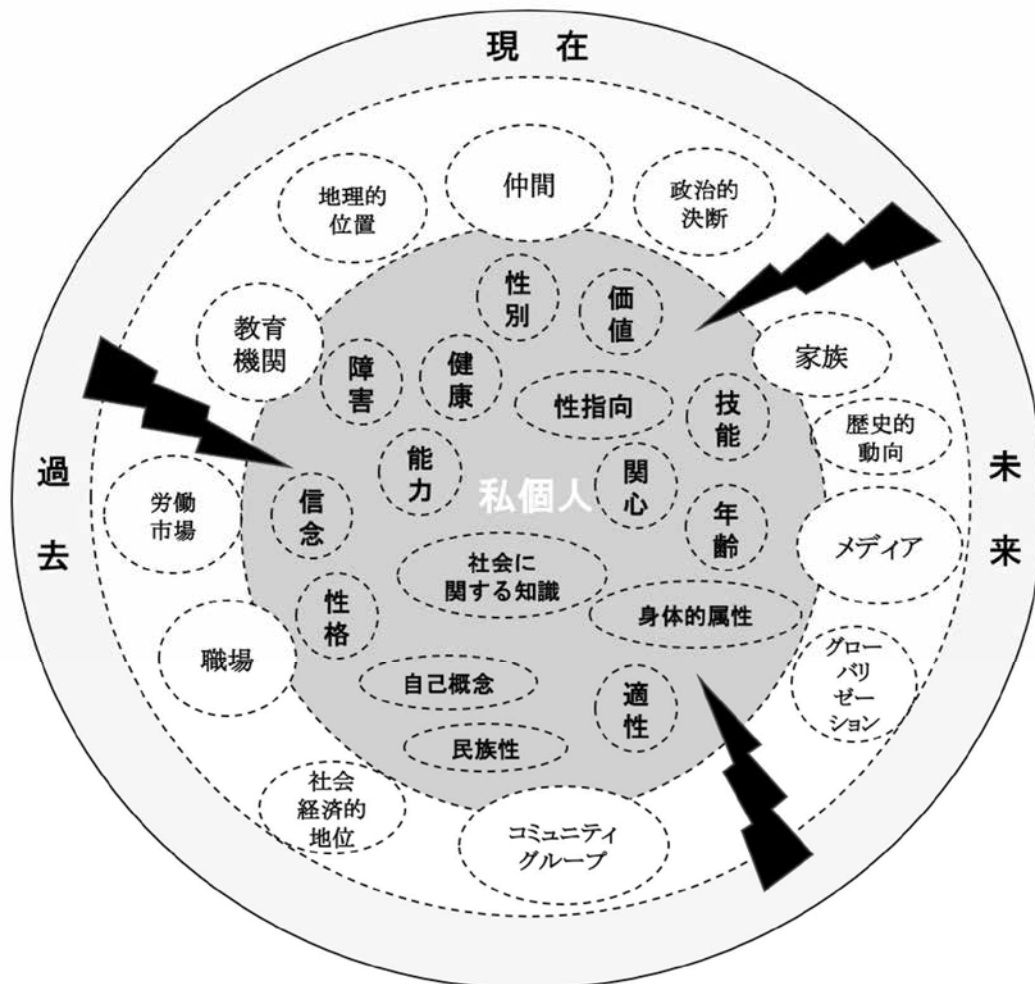 現 在
仲間
地理的
位置
政治的
決断
性別
価値
教育
機関
家族
障害
健康
性指向
技能
歴史的
動向
過去
未来
能力
関心
私個人
労働
市場
信念
年齢
メディア
社会に
関する知識
性格
身体的属性
職場
グロー
バリ
ゼー
ション
自己概念
適性
民族性
社会
経済的
地位
コミュニティ
グループ